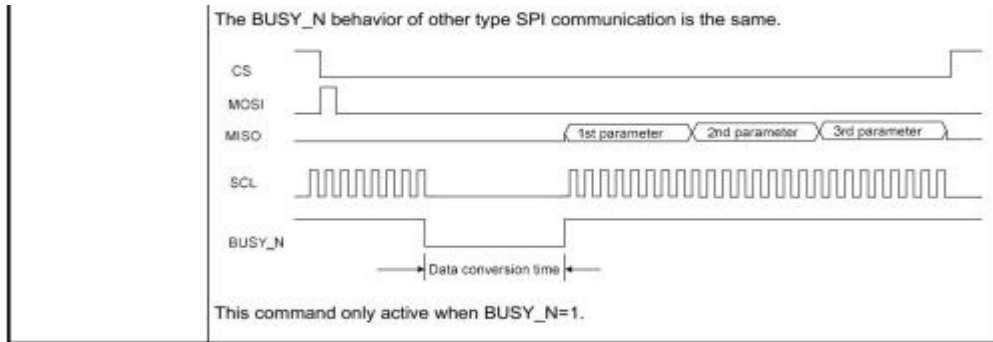 The BUSY_N behavior of other type SPI communication is the same.
CS
MOSI
MISO
1st parameter
2nd parameter
3rd parameter
SCL
BUSY_N
Data conversion time
This command only active when BUSY_N=1.